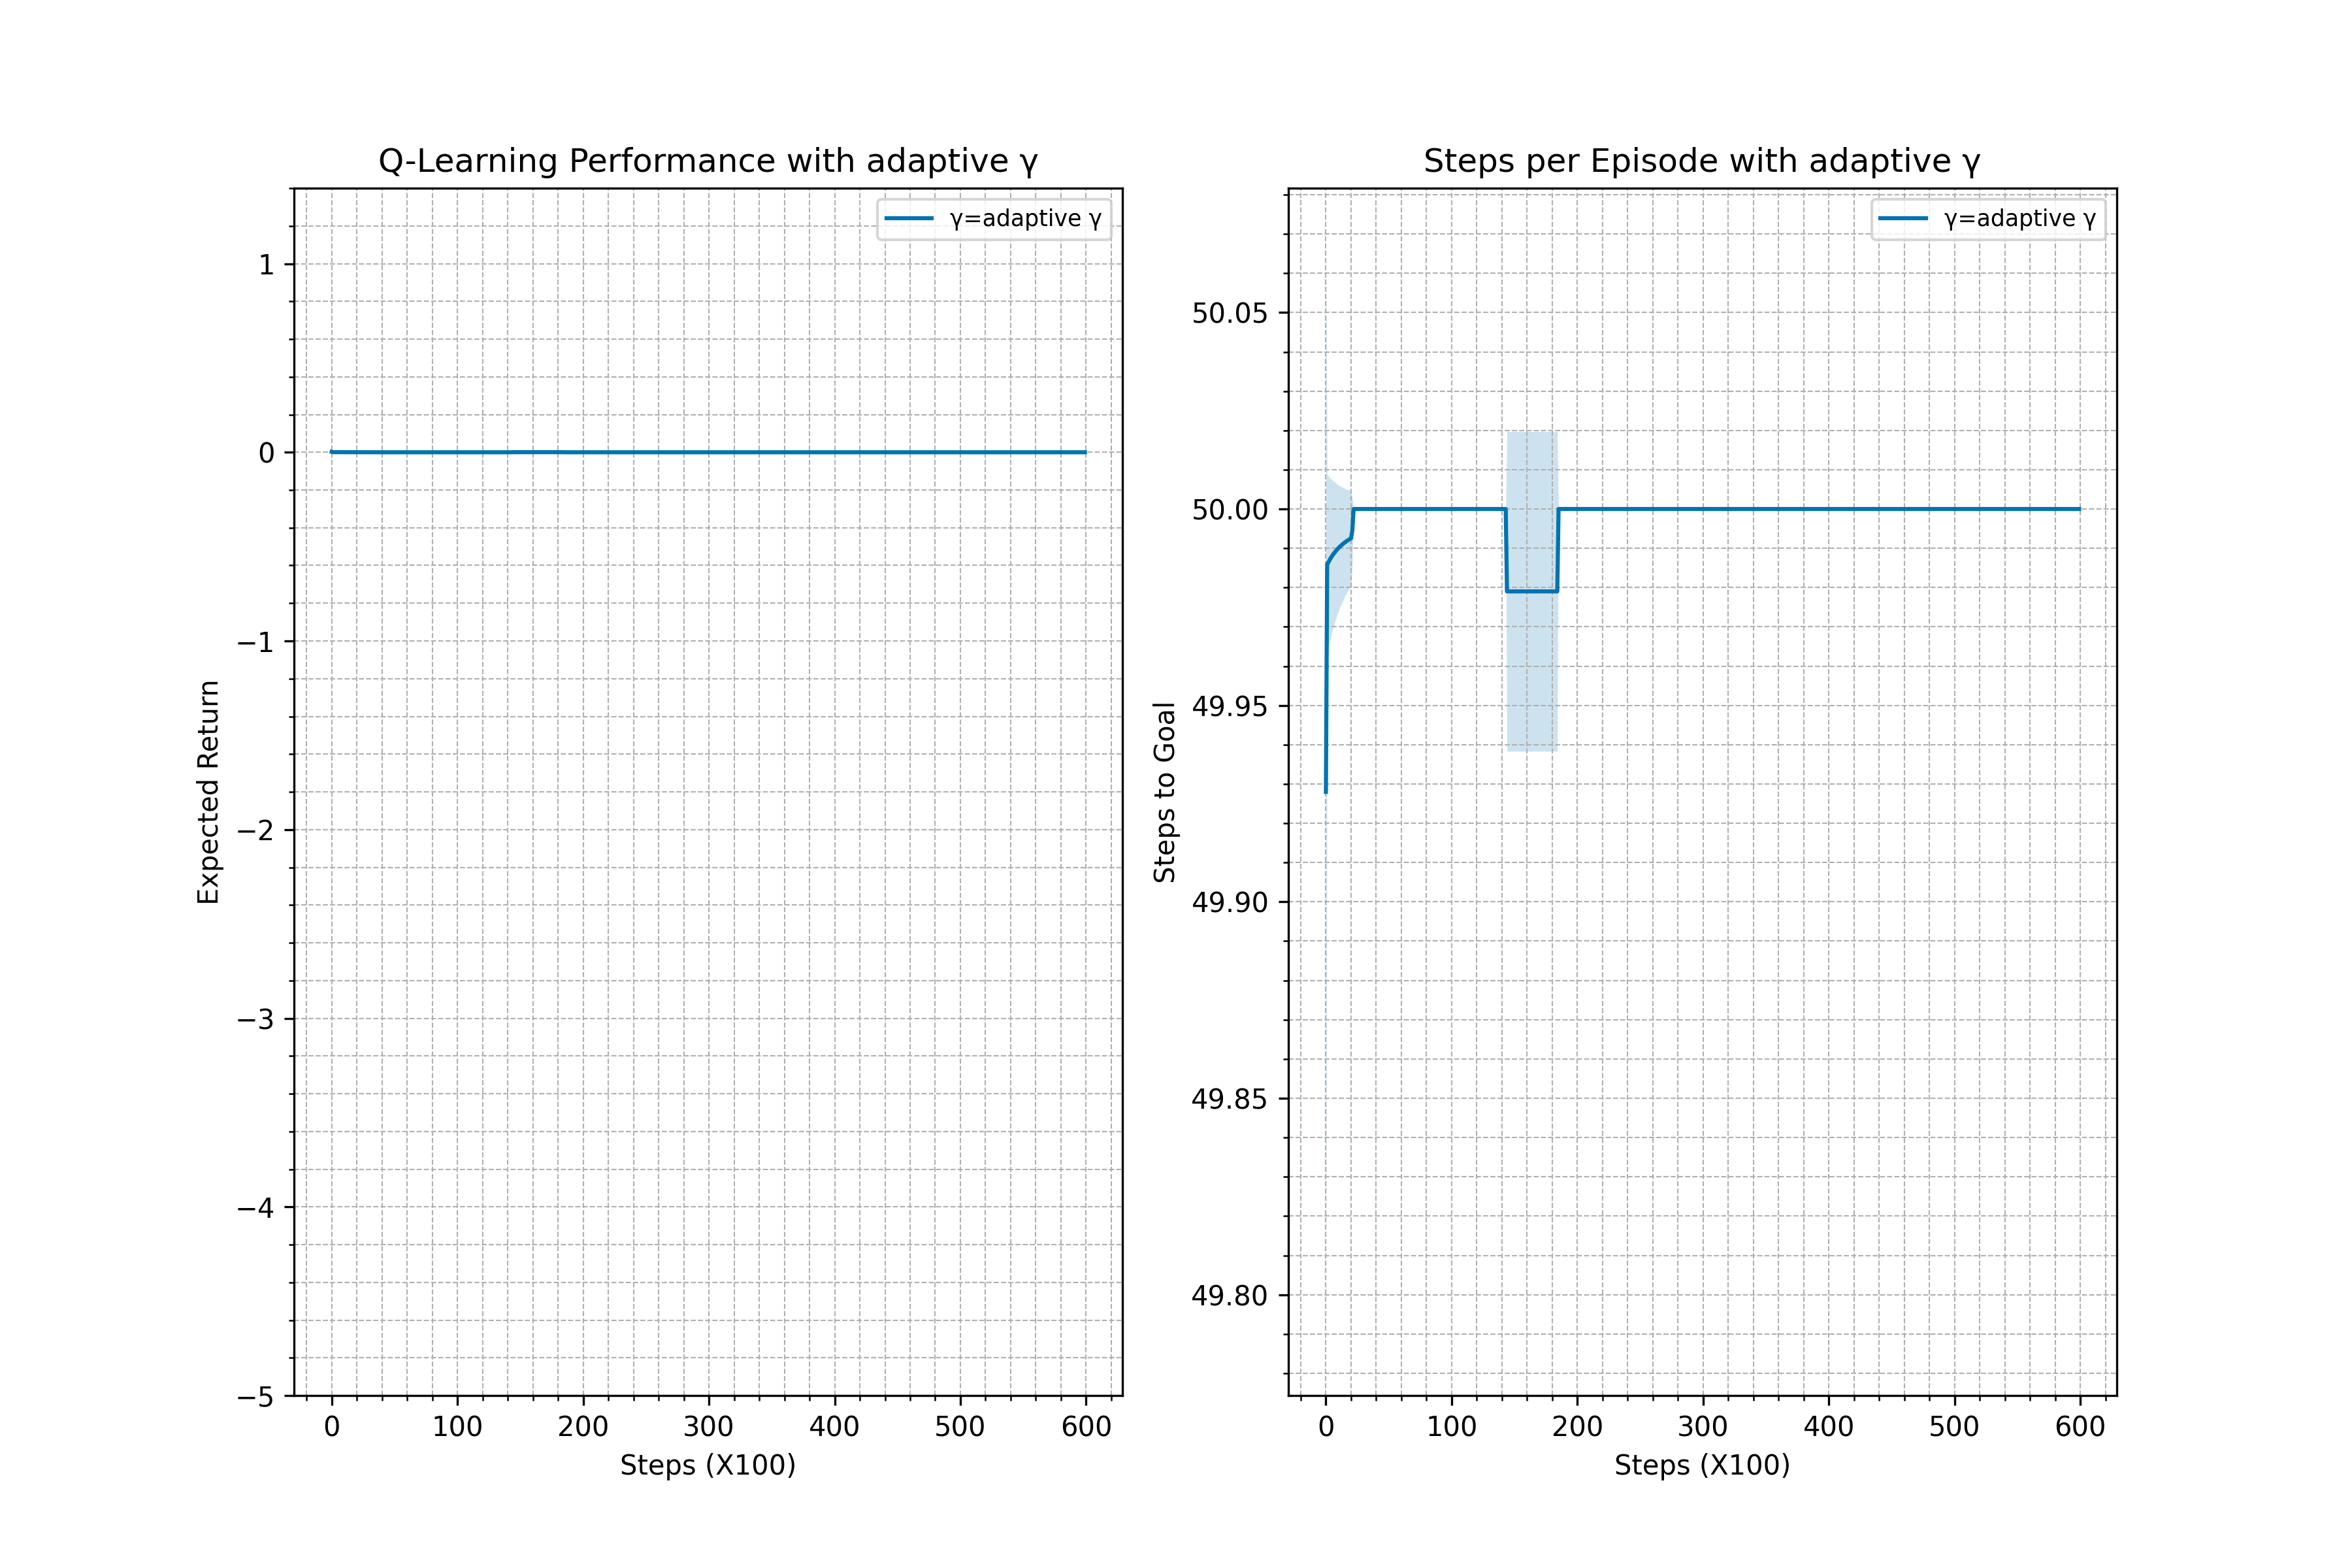 Q-Learning Performance with adaptive γ
γ=adaptive γ
1
0
−1
−2
−3
−4
−5
Expected Return
0 100 200 300 400 500 600
Steps (X100)
Steps per Episode with adaptive γ
γ=adaptive γ
50.05
50.00
49.95
49.90
49.85
49.80
Steps to Goal
0 100 200 300 400 500 600
Steps (X100)